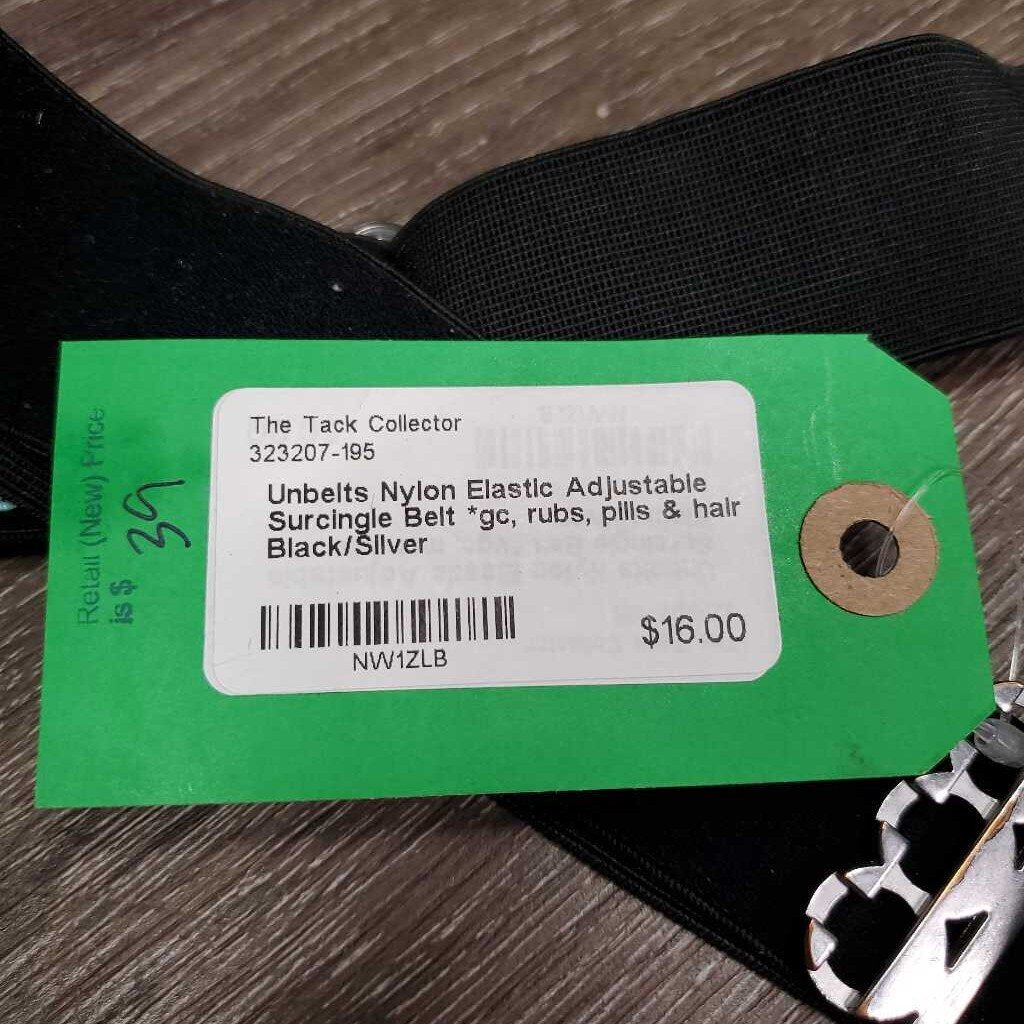 The Tack Collector
323207-195
Unbelts Nylon Elastic Adjustable
Surcingle Belt *gc, rubs, pills & hair
Black/Silver
NW1ZLB
$16.00
Retail (New) Price
is $ 39